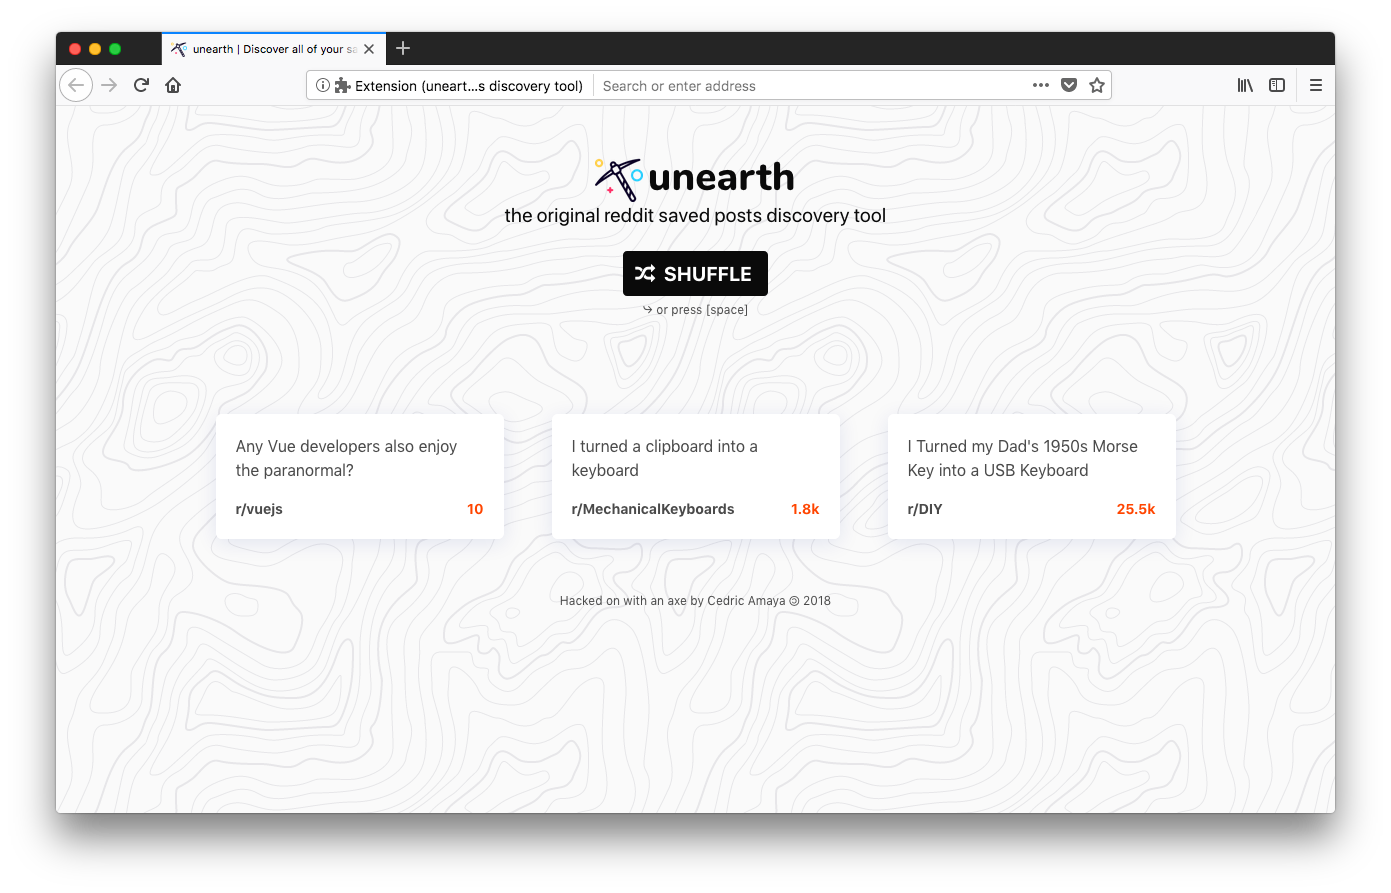 unearth | Discover all of your sa
Extension (uneart...s discovery tool)
Search or enter address
unearth
the original reddit saved posts discovery tool
SHUFFLE
↪ or press [space]
Any Vue developers also enjoy
the paranormal?
r/vuejs 10
I turned a clipboard into a
keyboard
r/MechanicalKeyboards 1.8k
I Turned my Dad's 1950s Morse
Key into a USB Keyboard
r/DIY 25.5k
Hacked on with an axe by Cedric Amaya 🄯 2018